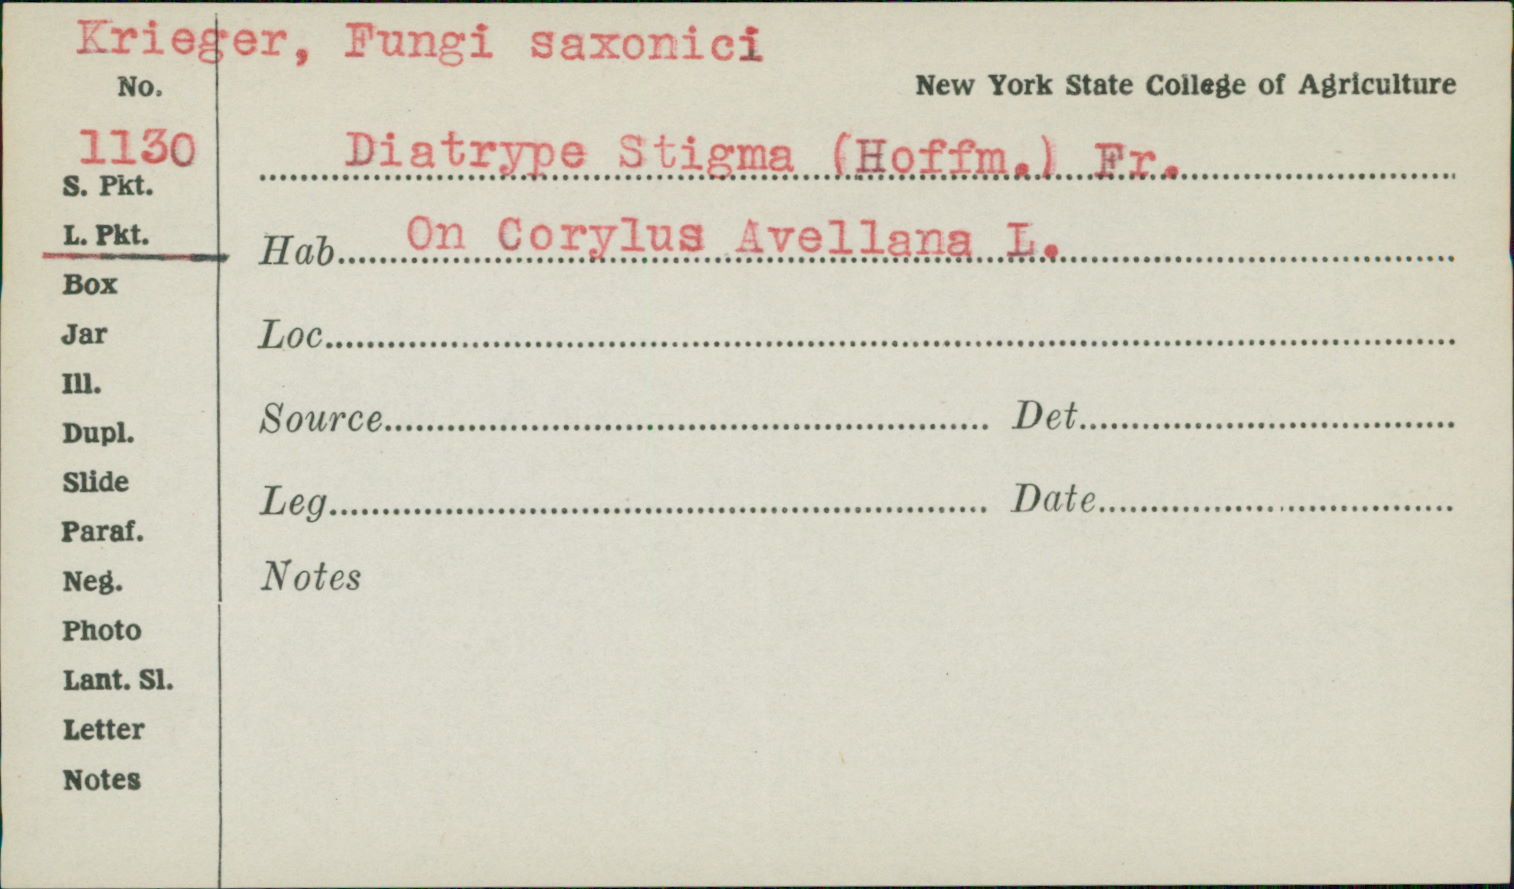 Krieger, Fungi saxonici
No.
New York State College of Agriculture
1130
Diatrype Stigma (Hoffm.) Fr.
S. Pkt.
L. Pkt.
Hab. On Corylus Avellana L.
Box
Jar
Loc.
Ill.
Source
Det.
Dupl.
Slide
Leg.
Date
Paraf.
Neg.
Notes
Photo
Lant. Sl.
Letter
Notes